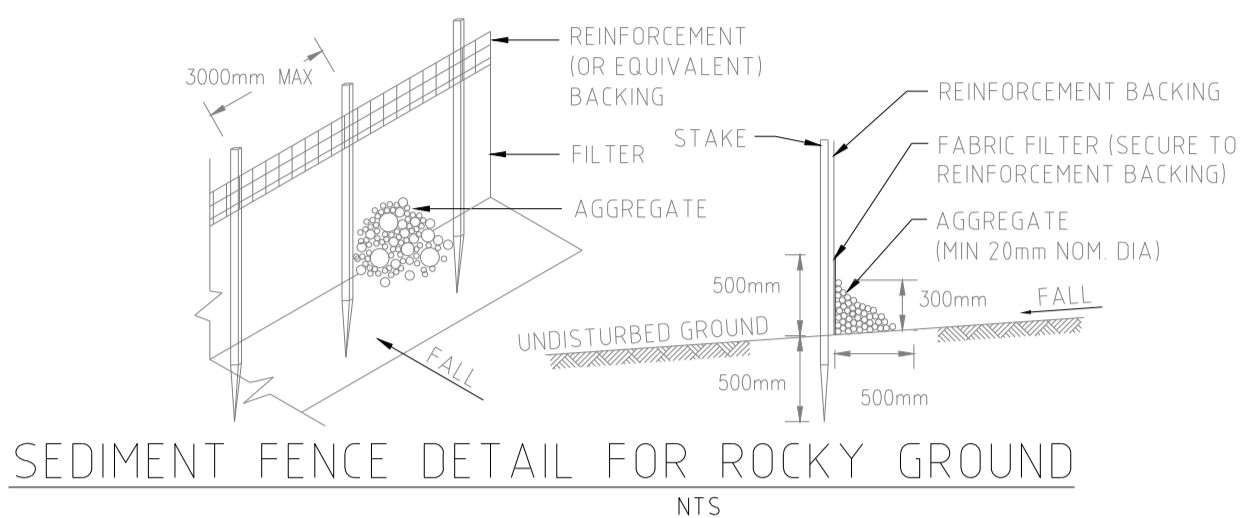 3000mm MAX
REINFORCEMENT
(OR EQUIVALENT)
BACKING
FILTER
AGGREGATE
FALL
STAKE
REINFORCEMENT BACKING
FABRIC FILTER (SECURE TO
REINFORCEMENT BACKING)
AGGREGATE
(MIN 20mm NOM. DIA)
500mm
300mm
FALL
UNDISTURBED GROUND
500mm
500mm
SEDIMENT FENCE DETAIL FOR ROCKY GROUND
NTS